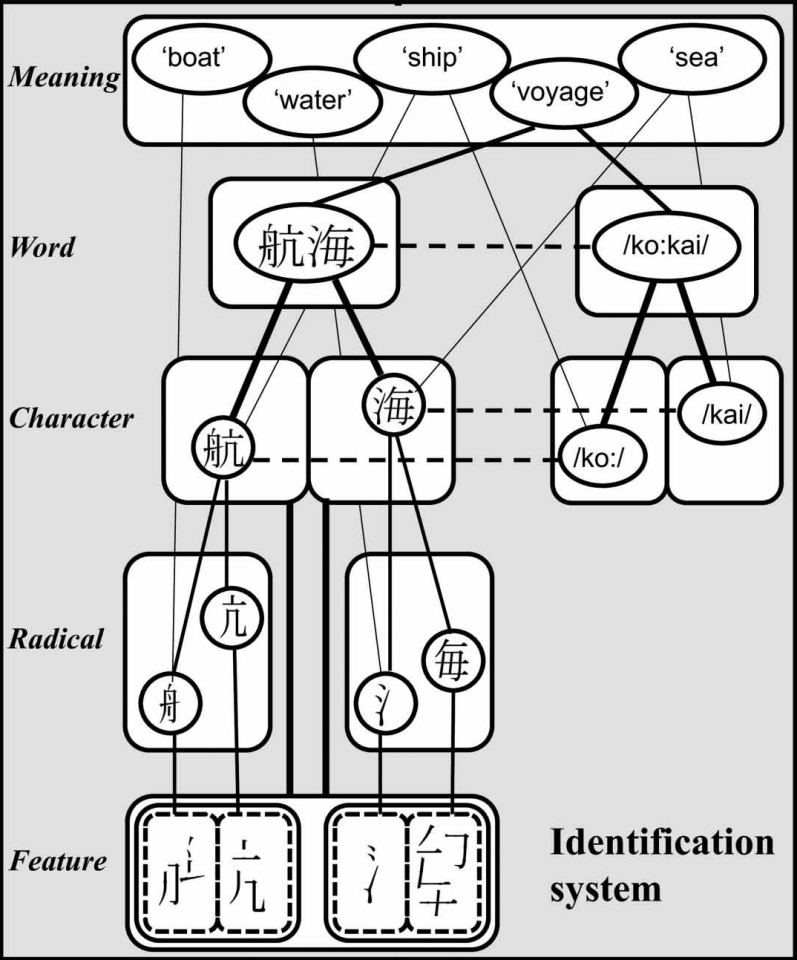 Meaning
‘boat’
‘water’
‘ship’
‘voyage’
‘sea’
Word
航海
/ko:kai/
Character
航
海
/ko:/
/kai/
Radical
舟
亢
氵
毎
Feature
Identification
system